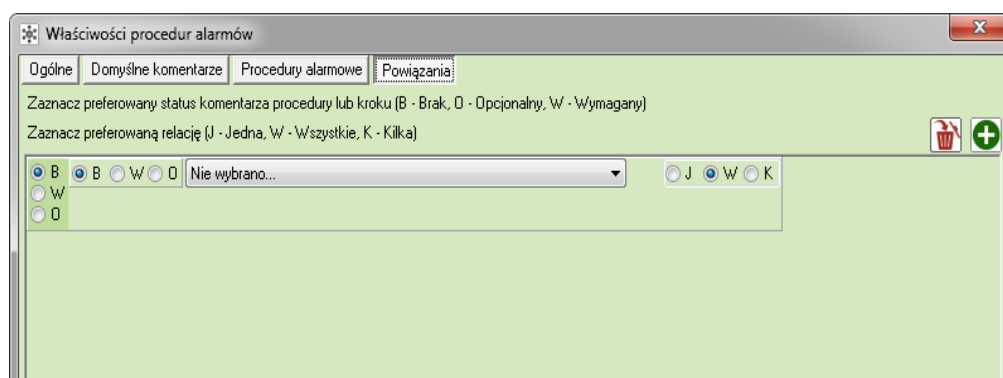 Właściwości procedur alarmów
Ogólne Domyślne komentarze Procedury alarmowe Powiązania
Zaznacz preferowany status komentarza procedury lub kroku (B - Brak, O - Opcjonalny, W - Wymagany)
Zaznacz preferowaną relację (J - Jedna, W - Wszystkie, K - Kilka)
B B W O Nie wybrano... J W K
W
O